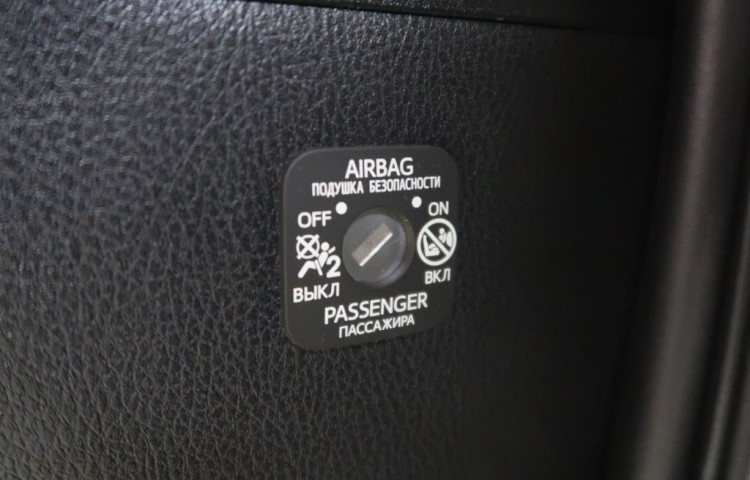 AIRBAG
ПОДУШКА БЕЗОПАСНОСТИ
OFF ON
2
ВЫКЛ ВКЛ
PASSENGER
ПАССАЖИРА